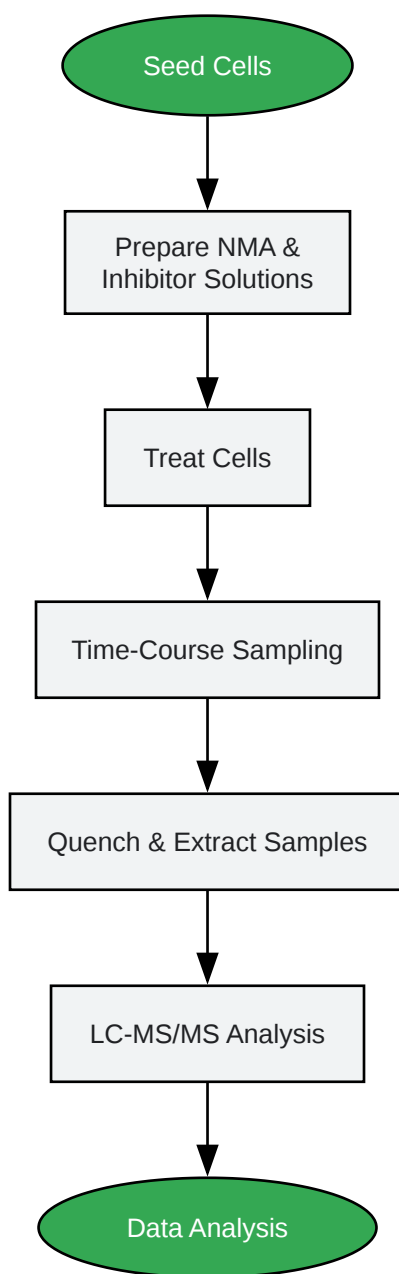 Seed Cells
Prepare NMA &
Inhibitor Solutions
Treat Cells
Time-Course Sampling
Quench & Extract Samples
LC-MS/MS Analysis
Data Analysis